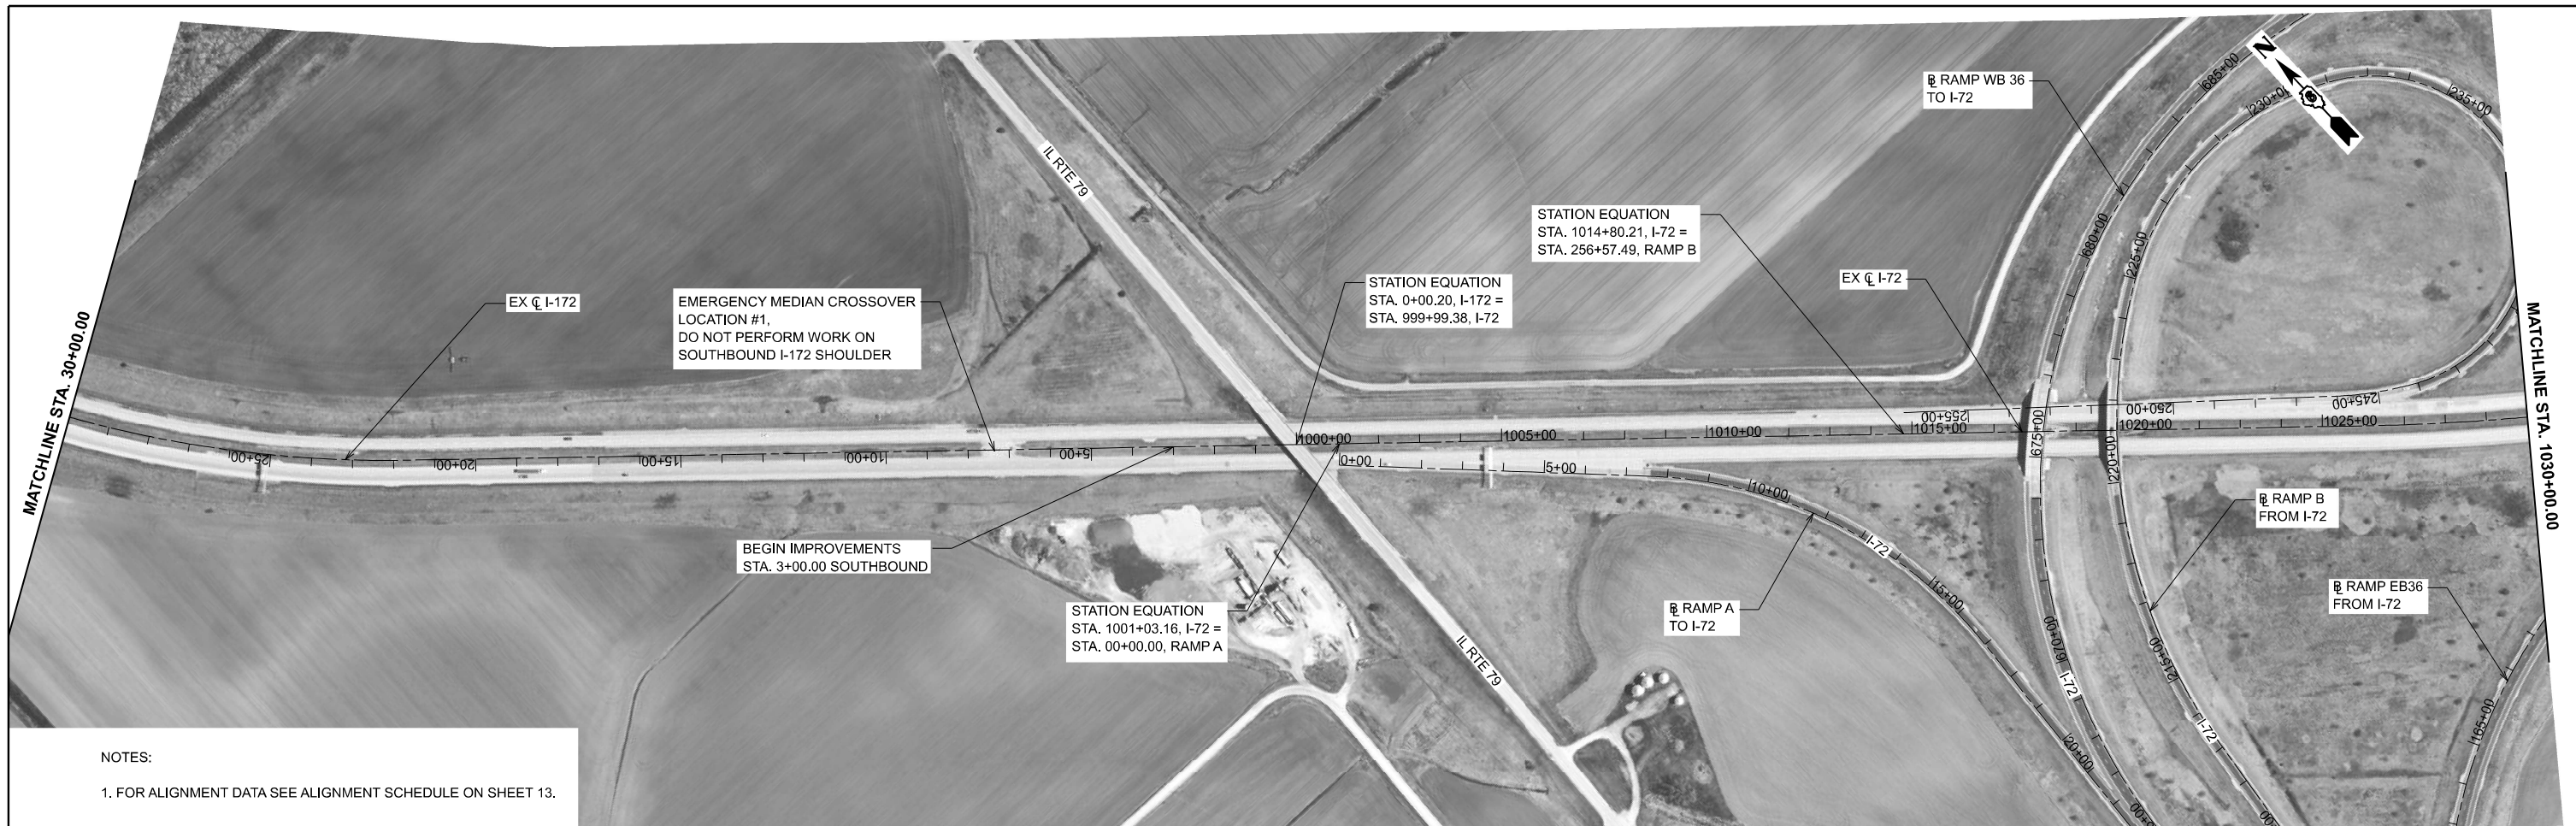 N
℄ RAMP WB 36
TO I-72
685+00
230+00
235+00
IL RTE 79
STATION EQUATION
STA. 1014+80.21, I-72 =
STA. 256+57.49, RAMP B
680+00
225+00
EX ℄ I-72
STATION EQUATION
STA. 0+00.20, I-172 =
STA. 999+99.38, I-72
EX ℄ I-172
EMERGENCY MEDIAN CROSSOVER
LOCATION #1,
DO NOT PERFORM WORK ON
SOUTHBOUND I-172 SHOULDER
MATCHLINE STA. 30+00.00
MATCHLINE STA. 1030+00.00
255+00
250+00
245+00
25+00
20+00
15+00
10+00
5+00
1000+00
1005+00
1010+00
1015+00
1020+00
1025+00
675+00
220+00
0+00
5+00
10+00
15+00
20+00
I-72
℄ RAMP B
FROM I-72
BEGIN IMPROVEMENTS
STA. 3+00.00 SOUTHBOUND
℄ RAMP EB36
FROM I-72
STATION EQUATION
STA. 1001+03.16, I-72 =
STA. 00+00.00, RAMP A
℄ RAMP A
TO I-72
IL RTE 79
670+00
I-72
215+00
I-72
165+00
NOTES:
1. FOR ALIGNMENT DATA SEE ALIGNMENT SCHEDULE ON SHEET 13.